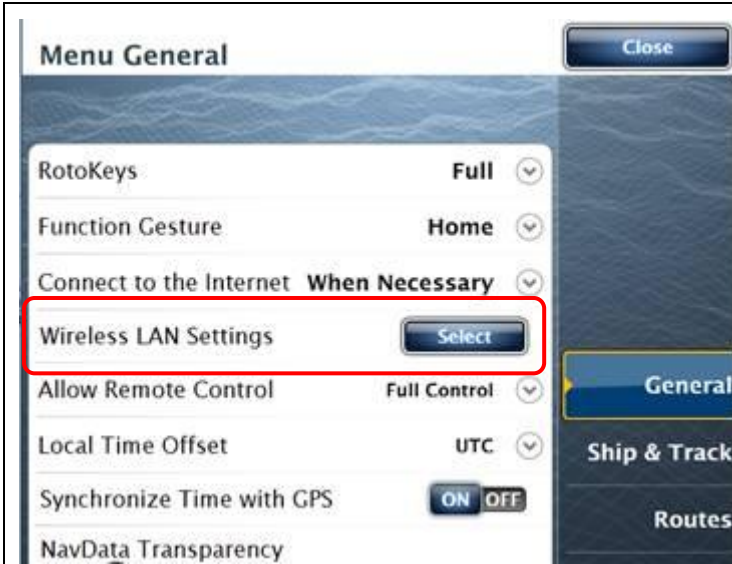 Menu General
Close
RotoKeys Full
Function Gesture Home
Connect to the Internet When Necessary
Wireless LAN Settings Select
Allow Remote Control Full Control
General
Local Time Offset UTC
Ship & Track
Synchronize Time with GPS ON OFF
Routes
NavData Transparency